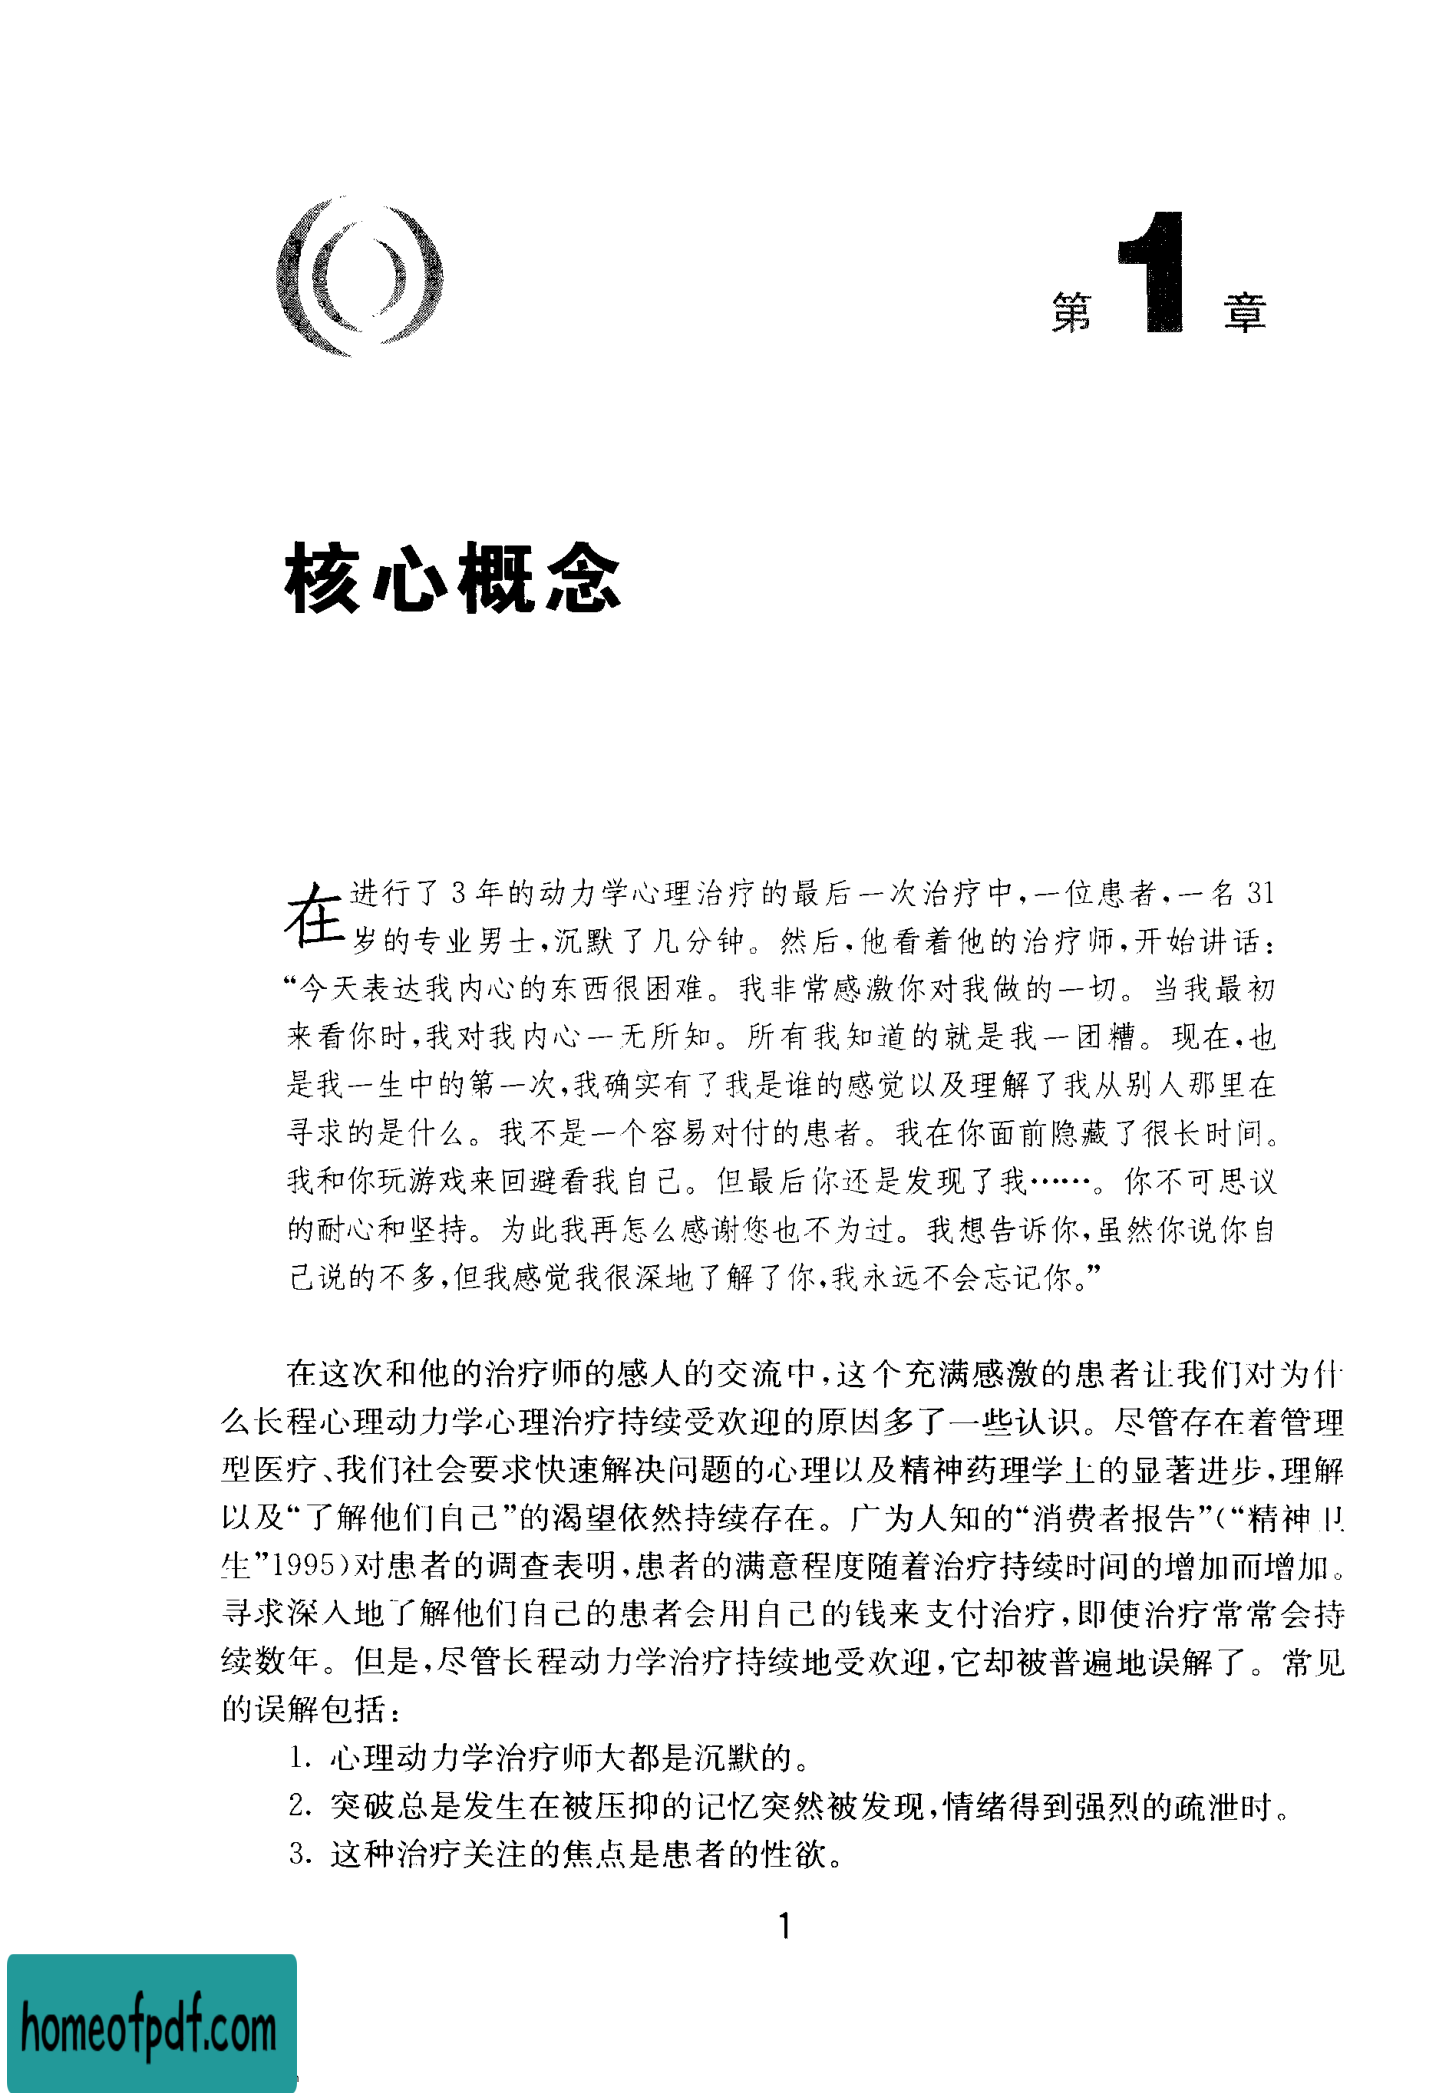 第1章
核心概念
在进行了3年的动力学心理治疗的最后一次治疗中，一位患者，一名31
岁的专业男士，沉默了几分钟。然后，他看着他的治疗师，开始讲话：
“今天表达我内心的东西很困难。我非常感激你对我做的一切。当我最初
来看你时，我对我内心一无所知。所有我知道的就是我一团糟。现在，也
是我一生中的第一次，我确实有了我是谁的感觉以及理解了我从别人那里在
寻求的是什么。我不是一个容易对付的患者。我在你面前隐藏了很长时间。
我和你玩游戏来回避看我自己。但最后你还是发现了我……。你不可思议
的耐心和坚持。为此我再怎么感谢您也不为过。我想告诉你，虽然你说你自
己说的不多，但我感觉我很深地了解了你，我永远不会忘记你。”
在这次和他的治疗师的感人的交流中，这个充满感激的患者让我们对为什
么长程心理动力学心理治疗持续受欢迎的原因多了一些认识。尽管存在着管理
型医疗、我们社会要求快速解决问题的心理以及精神药理学上的显著进步，理解
以及“了解他们自己”的渴望依然持续存在。广为人知的“消费者报告”（“精神卫
生”1995）对患者的调查表明，患者的满意程度随着治疗持续时间的增加而增加。
寻求深入地了解他们自己的患者会用自己的钱来支付治疗，即使治疗常常会持
续数年。但是，尽管长程动力学治疗持续地受欢迎，它却被普遍地误解了。常见
的误解包括：
1. 心理动力学治疗师大都是沉默的。
2. 突破总是发生在被压抑的记忆突然被发现，情绪得到强烈的疏泄时。
3. 这种治疗关注的焦点是患者的性欲。
1
homeofpdf.com